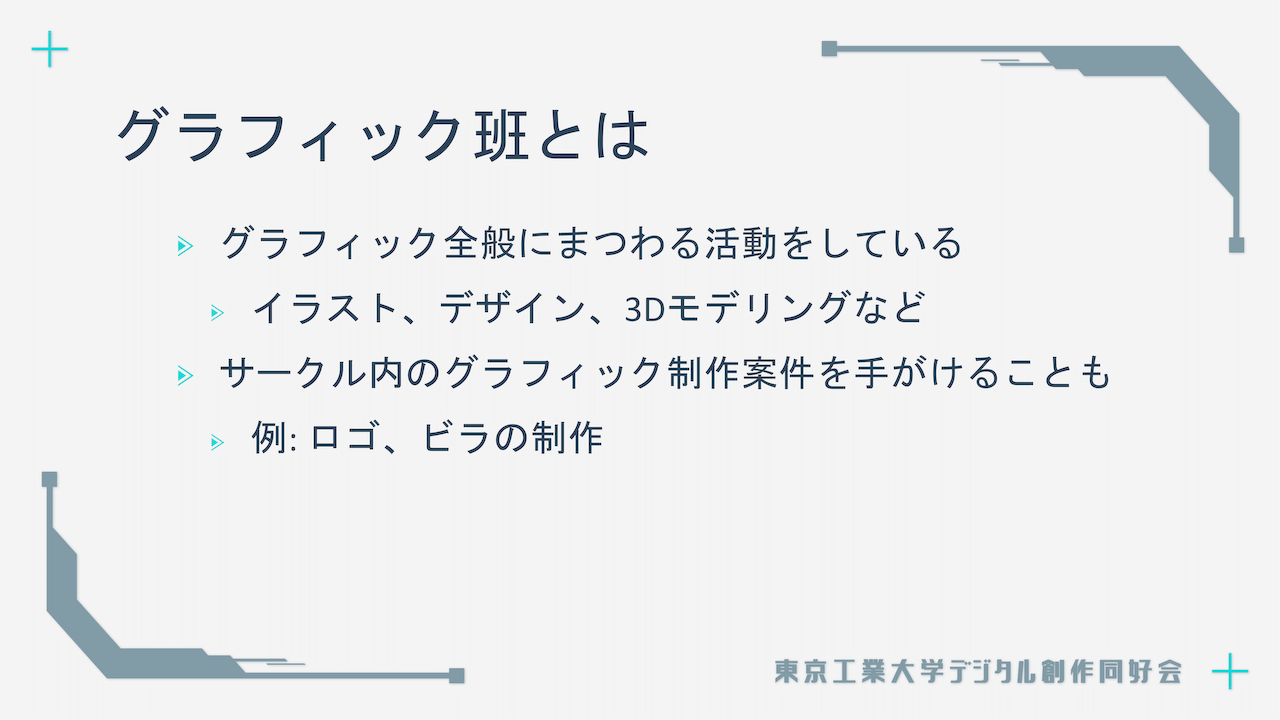 グラフィック班とは
グラフィック全般にまつわる活動をしている
イラスト、デザイン、3Dモデリングなど
サークル内のグラフィック制作案件を手がけることも
例: ロゴ、ビラの制作
東京工業大学デジタル創作同好会